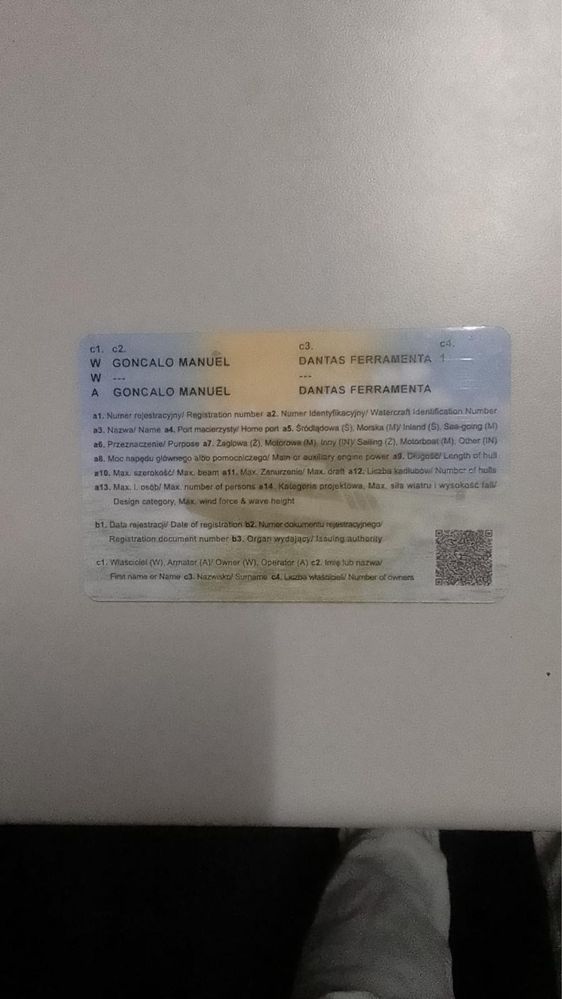 c1. c2. c3. c4.
W GONCALO MANUEL DANTAS FERRAMENTA 1
W --- ---
A GONCALO MANUEL DANTAS FERRAMENTA
a1. Numer rejestracyjny/ Registration number a2. Numer Identyfikacyjny/ Watercraft Identification Number
a3. Nazwa/ Name a4. Port macierzysty/ Home port a5. Śródlądowa (Ś), Morska (M)/ Inland (Ś), Sea-going (M)
a6. Przeznaczenie/ Purpose a7. Żaglowa (Ż), Motorowa (M), Inny (IN)/ Sailing (Ż), Motorboat (M), Other (IN)
a8. Moc napędu głównego albo pomocniczego/ Main or auxiliary engine power a9. Długość/ Length of hull
a10. Max. szerokość/ Max. beam a11. Max. Zanurzenie/ Max. draft a12. Liczba kadłubów/ Number of hulls
a13. Max. l. osób/ Max. number of persons a14. Kategoria projektowa, Max. siła wiatru i wysokość fali/
Design category, Max. wind force & wave height
b1. Data rejestracji/ Date of registration b2. Numer dokumentu rejestracyjnego/
Registration document number b3. Organ wydający/ Issuing authority
c1. Właściciel (W), Armator (A)/ Owner (W), Operator (A) c2. Imię lub nazwa/
First name or Name c3. Nazwisko/ Surname c4. Liczba właścicieli/ Number of owners